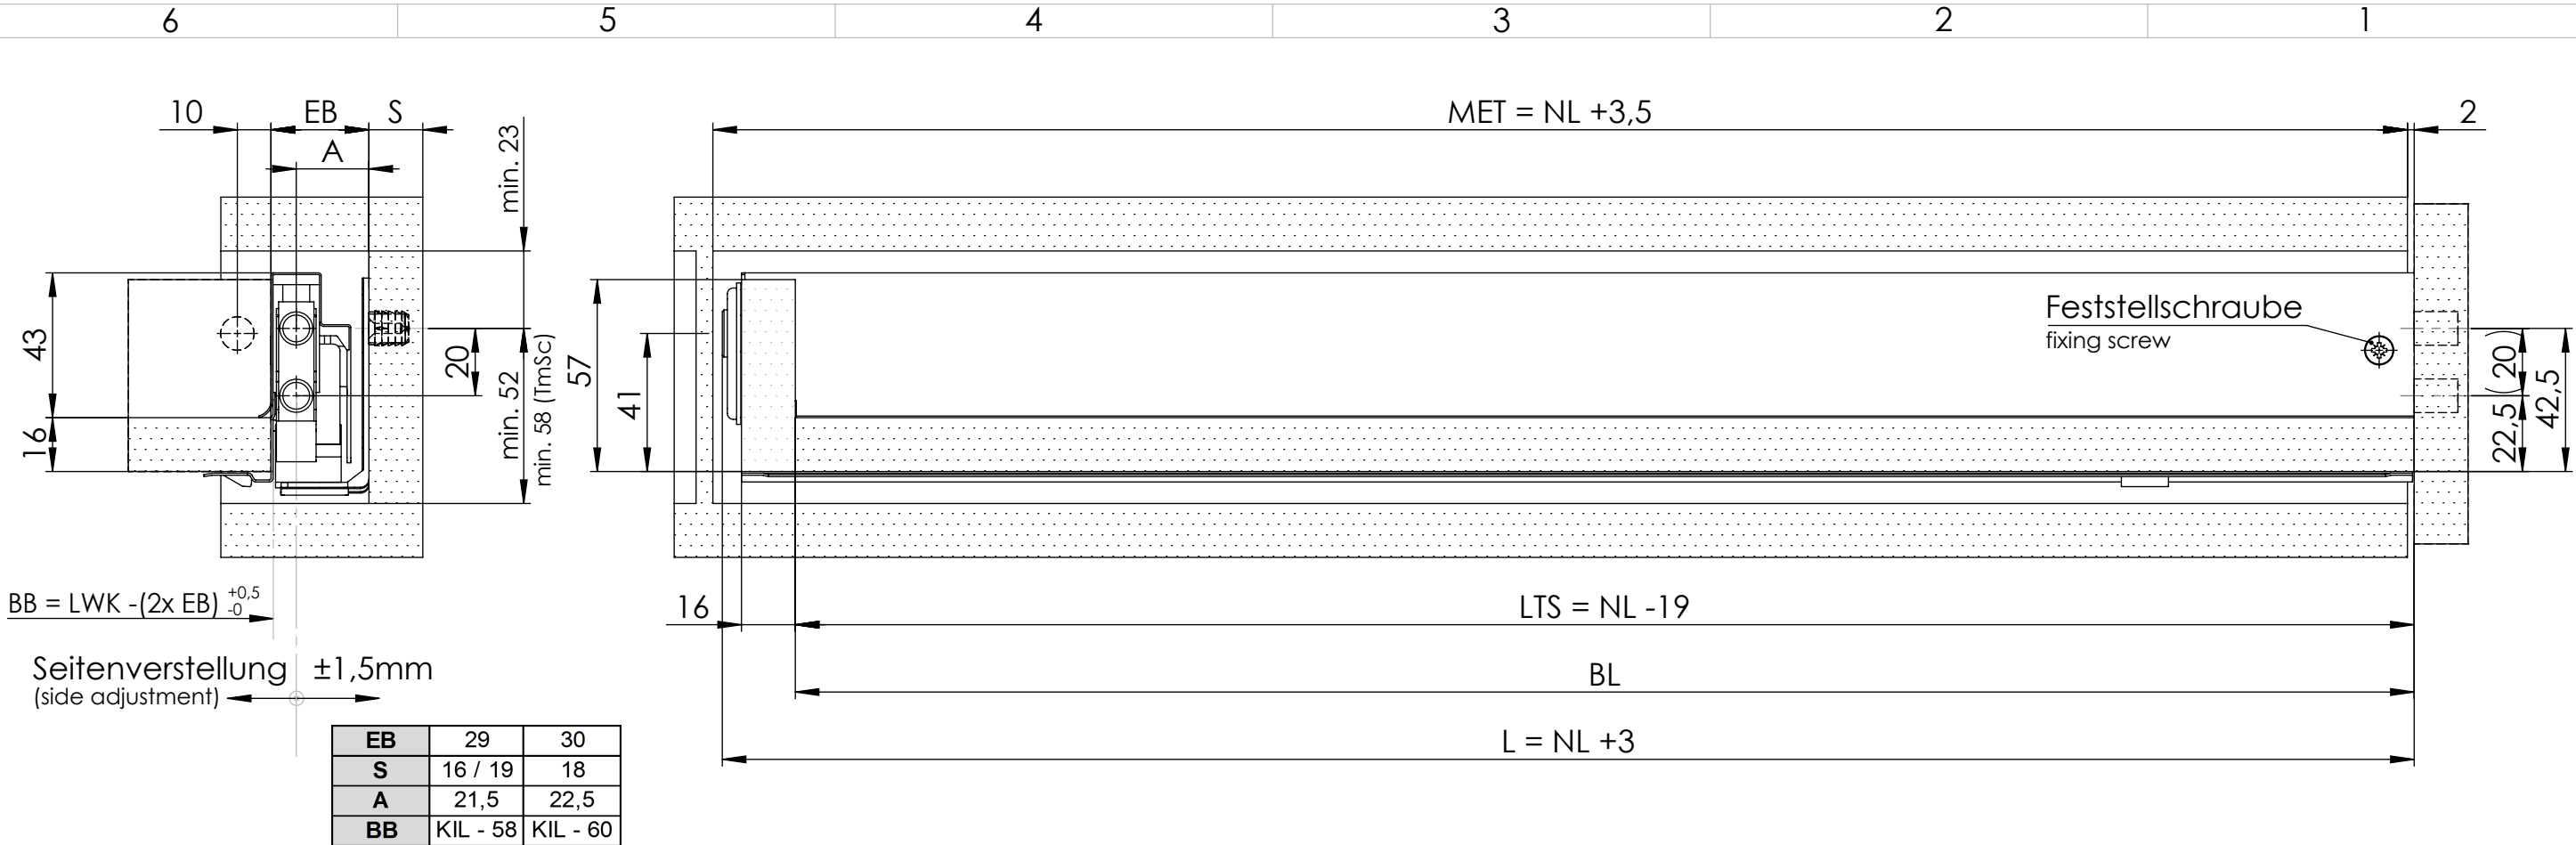 6 5 4 3 2 1
10 EB S
A
min. 23
MET = NL +3,5
2
43
16
20
min. 52
min. 58 (TmSc)
57
41
Feststellschraube
fixing screw
(20)
22,5
42,5
BB = LWK -(2x EB) +0,5
-0
16
LTS = NL -19
Seitenverstellung ±1,5mm
(side adjustment)
BL
L = NL +3
EB 29 30
S 16 / 19 18
A 21,5 22,5
BB KIL - 58 KIL - 60